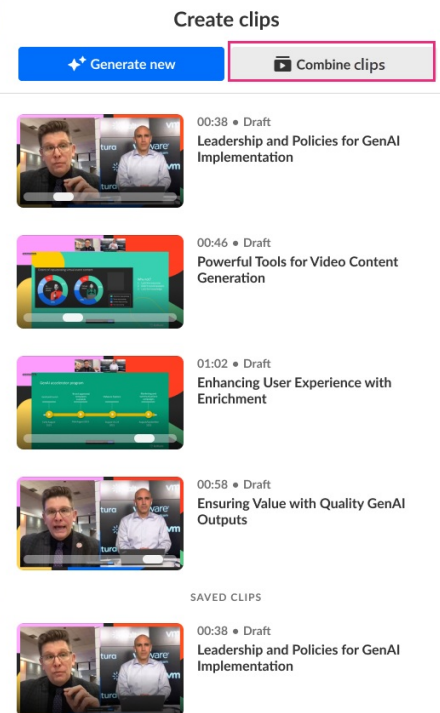 Create clips
Generate new
Combine clips
00:38 • Draft
Leadership and Policies for GenAI
Implementation
00:46 • Draft
Powerful Tools for Video Content
Generation
01:02 • Draft
Enhancing User Experience with
Enrichment
00:58 • Draft
Ensuring Value with Quality GenAI
Outputs
SAVED CLIPS
00:38 • Draft
Leadership and Policies for GenAI
Implementation